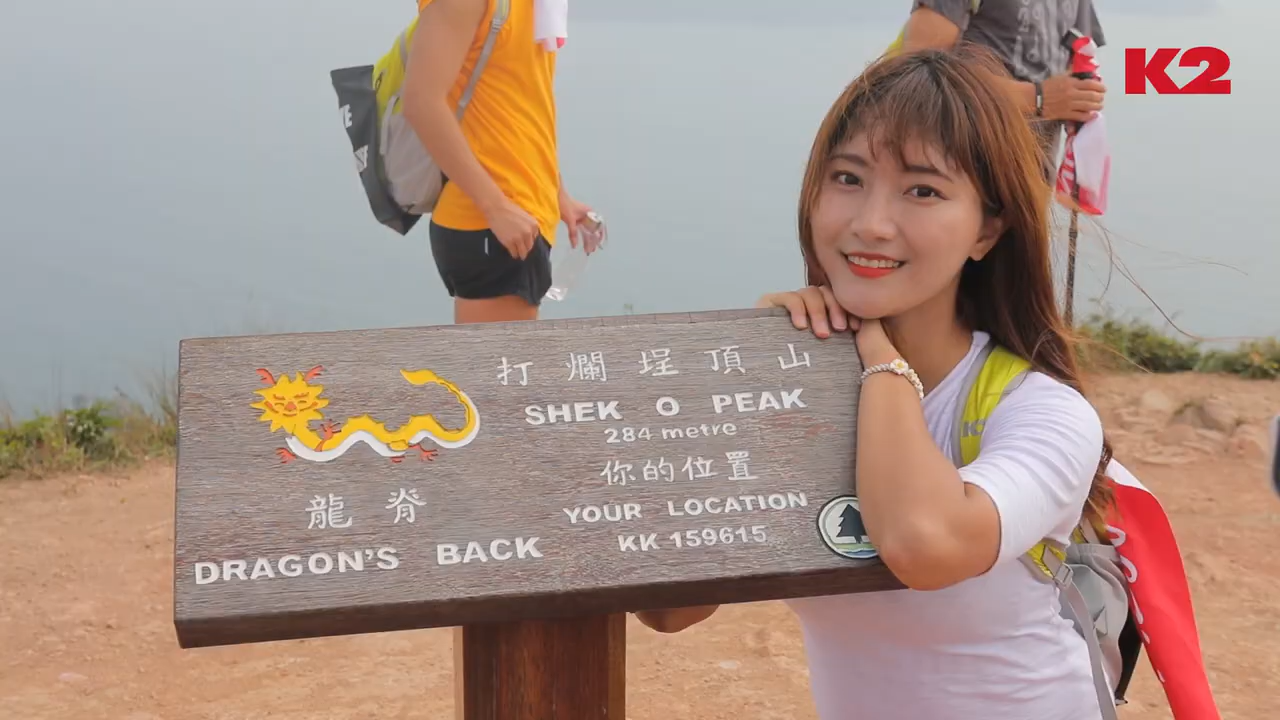 K2
打爛埕頂山
SHEK O PEAK
284 metre
你的位置
YOUR LOCATION
KK 159615
龍脊
DRAGON'S BACK